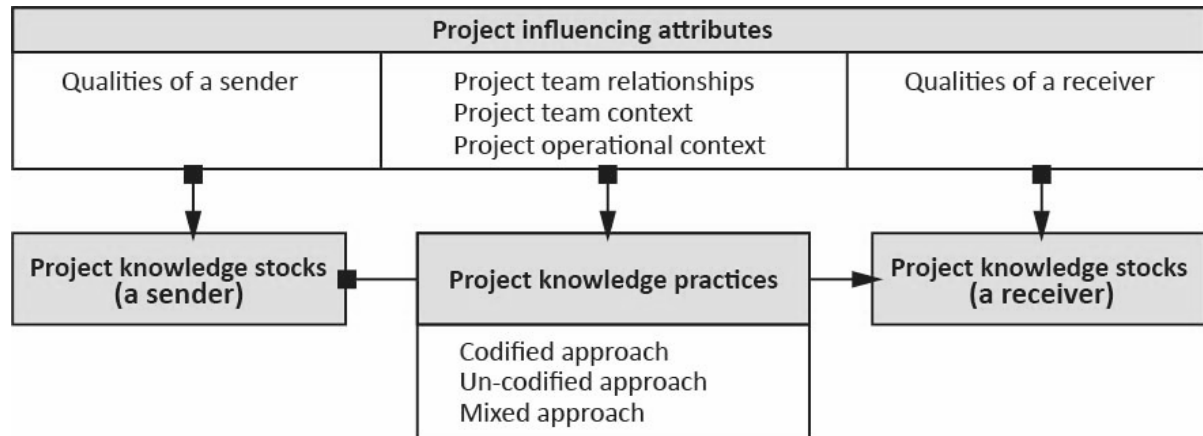 Project influencing attributes
Qualities of a sender
Project team relationships
Project team context
Project operational context
Qualities of a receiver
Project knowledge stocks
(a sender)
Project knowledge practices
Codified approach
Un-codified approach
Mixed approach
Project knowledge stocks
(a receiver)